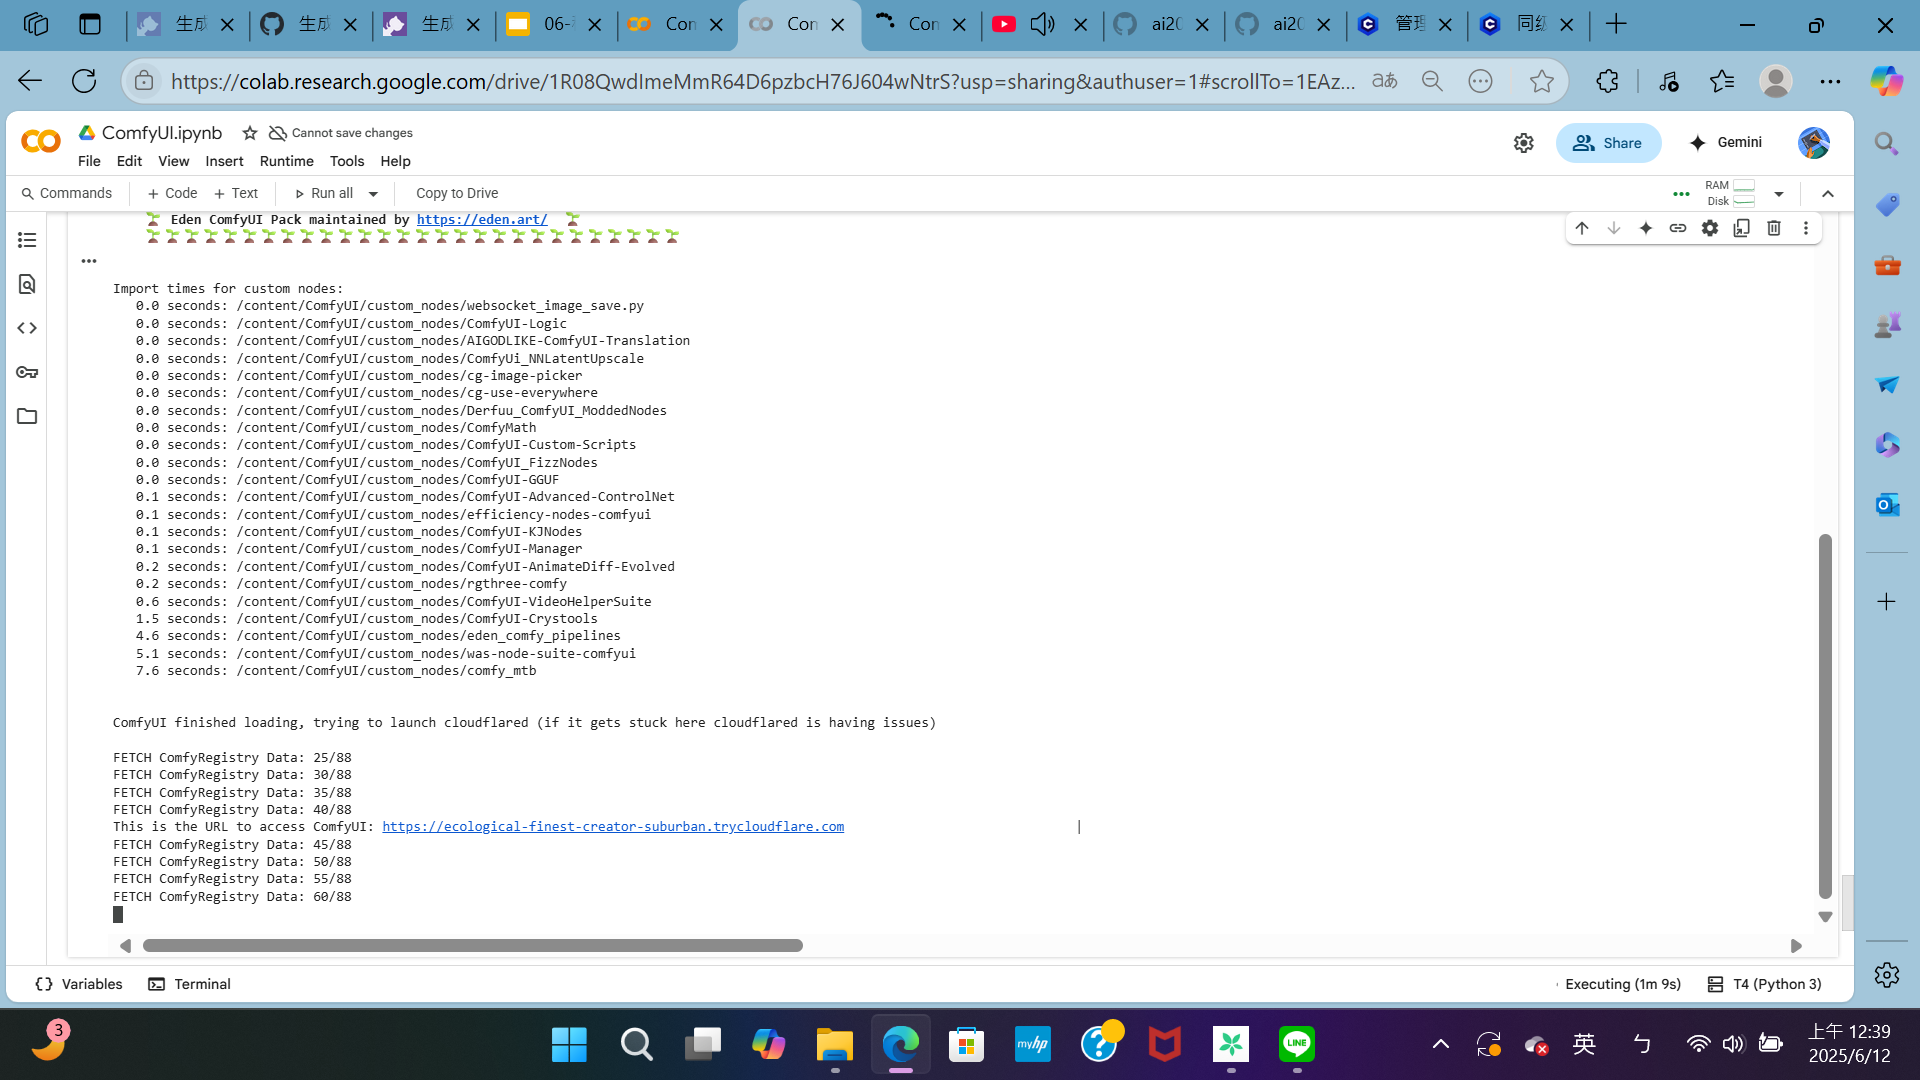 生成
生成
生成
06-
Con
Con
Con
ai20
ai20
管理
同級
https://colab.research.google.com/drive/1R08QwdImeMmR64D6pzbcH76J604wNtrS?usp=sharing&authuser=1#scrollTo=1EAz...
ComfyUI.ipynb
Cannot save changes
File Edit View Insert Runtime Tools Help
Share
Gemini
Commands
+ Code + Text
Run all
Copy to Drive
RAM
Disk
Eden ComfyUI Pack maintained by https://eden.art/
Import times for custom nodes:
0.0 seconds: /content/ComfyUI/custom_nodes/websocket_image_save.py
0.0 seconds: /content/ComfyUI/custom_nodes/ComfyUI-Logic
0.0 seconds: /content/ComfyUI/custom_nodes/AIGODLIKE-ComfyUI-Translation
0.0 seconds: /content/ComfyUI/custom_nodes/ComfyUi_NNLatentUpscale
0.0 seconds: /content/ComfyUI/custom_nodes/cg-image-picker
0.0 seconds: /content/ComfyUI/custom_nodes/cg-use-everywhere
0.0 seconds: /content/ComfyUI/custom_nodes/Derfuu_ComfyUI_ModdedNodes
0.0 seconds: /content/ComfyUI/custom_nodes/ComfyMath
0.0 seconds: /content/ComfyUI/custom_nodes/ComfyUI-Custom-Scripts
0.0 seconds: /content/ComfyUI/custom_nodes/ComfyUI_FizzNodes
0.0 seconds: /content/ComfyUI/custom_nodes/ComfyUI-GGUF
0.1 seconds: /content/ComfyUI/custom_nodes/ComfyUI-Advanced-ControlNet
0.1 seconds: /content/ComfyUI/custom_nodes/efficiency-nodes-comfyui
0.1 seconds: /content/ComfyUI/custom_nodes/ComfyUI-KJNodes
0.1 seconds: /content/ComfyUI/custom_nodes/ComfyUI-Manager
0.2 seconds: /content/ComfyUI/custom_nodes/ComfyUI-AnimateDiff-Evolved
0.2 seconds: /content/ComfyUI/custom_nodes/rgthree-comfy
0.6 seconds: /content/ComfyUI/custom_nodes/ComfyUI-VideoHelperSuite
1.5 seconds: /content/ComfyUI/custom_nodes/ComfyUI-Crystools
4.6 seconds: /content/ComfyUI/custom_nodes/eden_comfy_pipelines
5.1 seconds: /content/ComfyUI/custom_nodes/was-node-suite-comfyui
7.6 seconds: /content/ComfyUI/custom_nodes/comfy_mtb
ComfyUI finished loading, trying to launch cloudflared (if it gets stuck here cloudflared is having issues)
FETCH ComfyRegistry Data: 25/88
FETCH ComfyRegistry Data: 30/88
FETCH ComfyRegistry Data: 35/88
FETCH ComfyRegistry Data: 40/88
This is the URL to access ComfyUI: https://ecological-finest-creator-suburban.trycloudflare.com
FETCH ComfyRegistry Data: 45/88
FETCH ComfyRegistry Data: 50/88
FETCH ComfyRegistry Data: 55/88
FETCH ComfyRegistry Data: 60/88
Variables
Terminal
Executing (1m 9s)
T4 (Python 3)
3
myhp
LINE
英
ㄅ
上午 12:39
2025/6/12